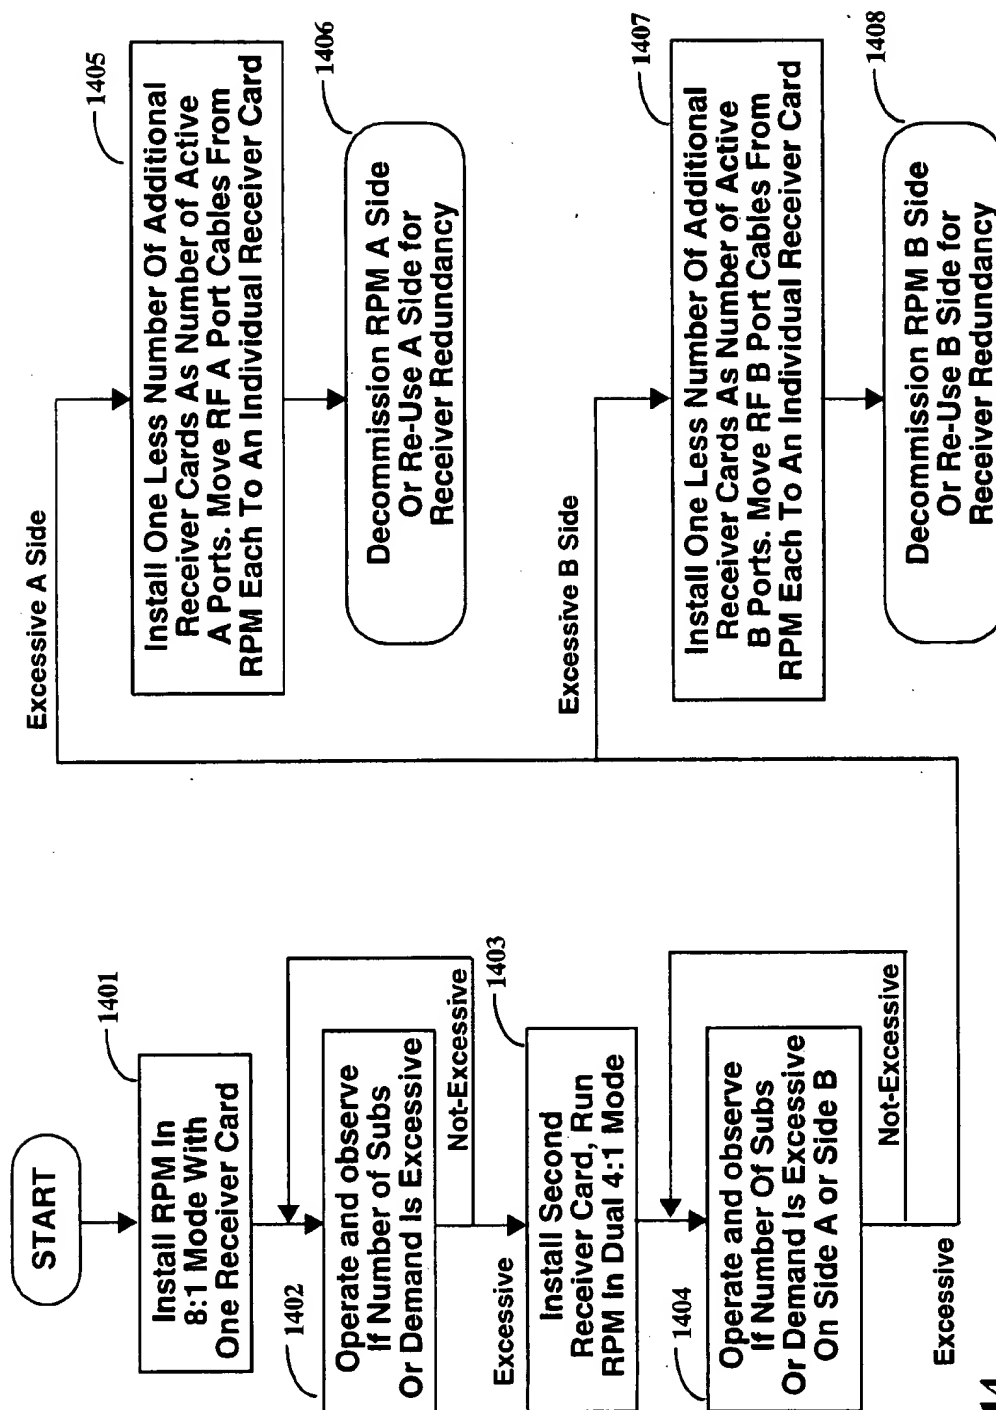 START
1401
Install RPM In
8:1 Mode With
One Receiver Card
1402
Operate and observe
If Number of Subs
Or Demand Is Excessive
Not-Excessive
Excessive
1403
Install Second
Receiver Card, Run
RPM In Dual 4:1 Mode
1404
Operate and observe
If Number Of Subs
Or Demand Is Excessive
On Side A or Side B
Not-Excessive
Excessive
Excessive A Side
1405
Install One Less Number Of Additional
Receiver Cards As Number of Active
A Ports. Move RF A Port Cables From
RPM Each To An Individual Receiver Card
1406
Decommission RPM A Side
Or Re-Use A Side for
Receiver Redundancy
Excessive B Side
1407
Install One Less Number Of Additional
Receiver Cards As Number of Active
B Ports. Move RF B Port Cables From
RPM Each To An Individual Receiver Card
1408
Decommission RPM B Side
Or Re-Use B Side for
Receiver Redundancy
14